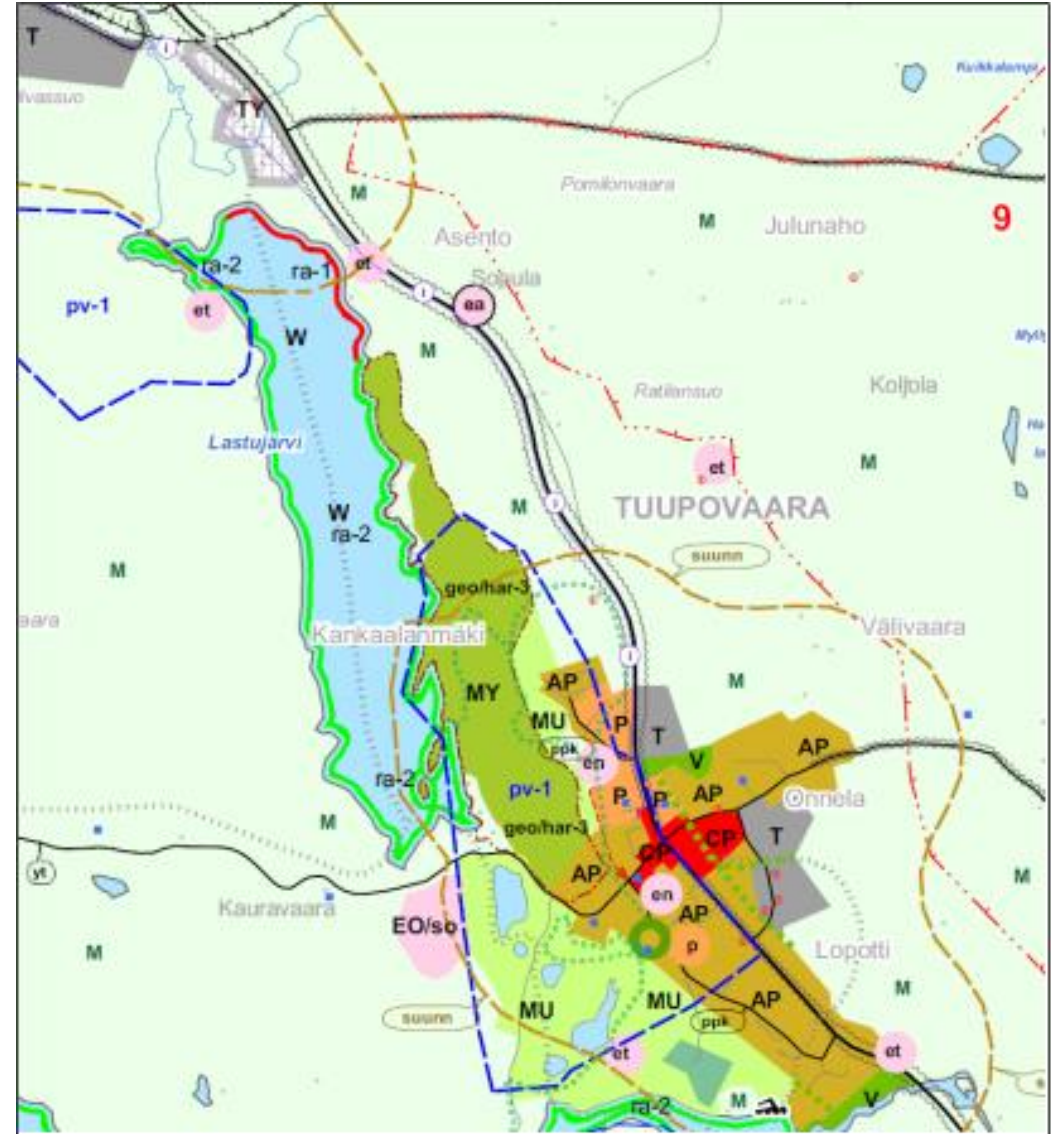 T
i
TY
M
Pomilonvaara
M
Julunaho
9
Asento
ra-2
ra-1
et
Soipula
pv-1
et
i
ea
W
M
Koljola
Ratilansuo
Lastujärvi
M
et
W
ra-2
M
i
TUUPOVAARA
M
suunn
geo/har-3
aara
Kankaalanmäki
Välivaara
i
MY
AP
M
MU
P
T
ppk
en
V
AP
ra-2
pv-1
P
P
AP
Onnela
M
geo/har-3
CP
T
CP
yt
AP
M
Kauravaara
en
EO/so
AP
M
p
Lopotti
AP
M
suunn
MU
MU
ppk
et
et
ra-2
M
V